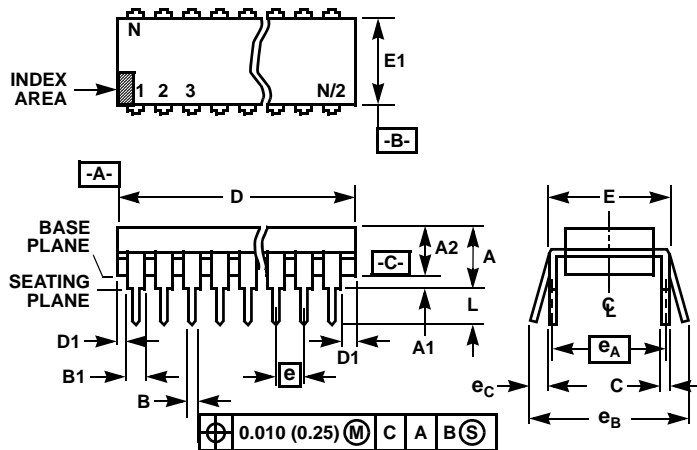 N
E1
INDEX
AREA
1 2 3 N/2
-B-
-A-
D
E
BASE
PLANE
A2
A
-C-
SEATING
PLANE
L
C
L
D1
A1
D1
eA
B1
e
eC
C
B
eB
0.010 (0.25) M C A B S